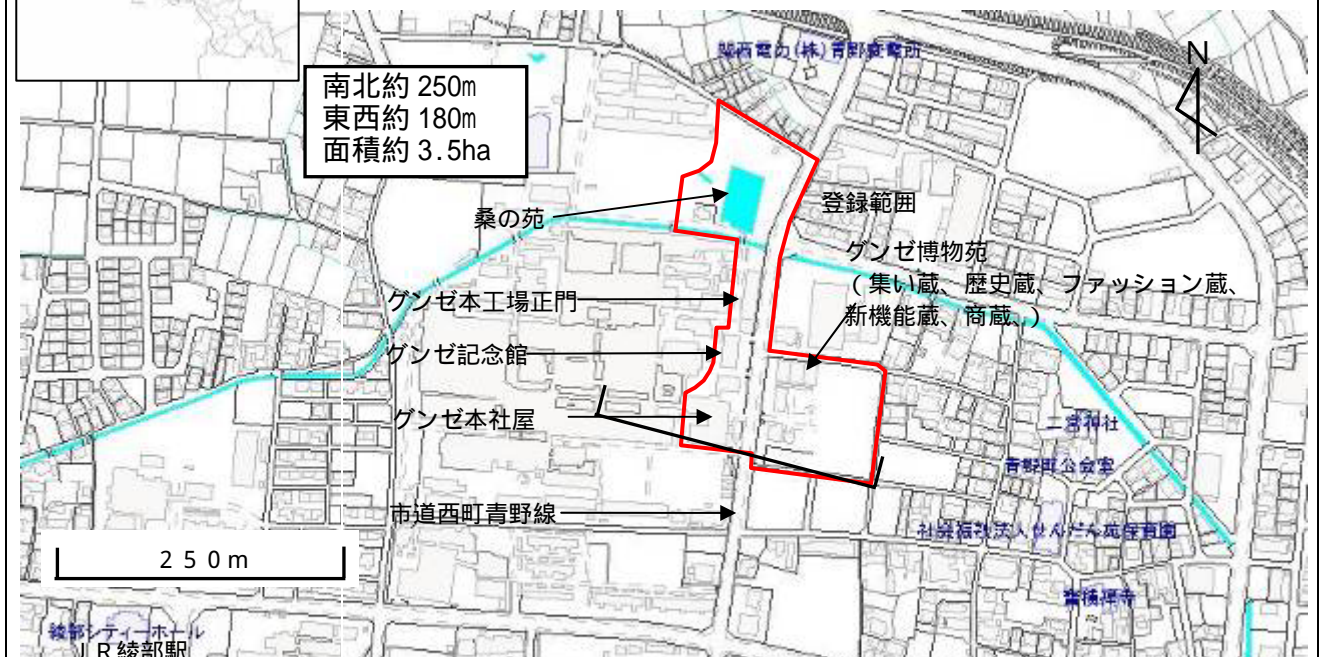 関西電力(株)青野変電所
N
南北約 250m
東西約 180m
面積約 3.5ha
登録範囲
桑の苑
グンゼ博物苑
(集い蔵、歴史蔵、ファッション蔵、
新機能蔵、商蔵、)
グンゼ本工場正門
グンゼ記念館
グンゼ本社屋
二宮神社
青野町公会堂
市道西町青野線
社会福祉法人せんだん苑保育園
250m
綾部シティーホール
JR綾部駅